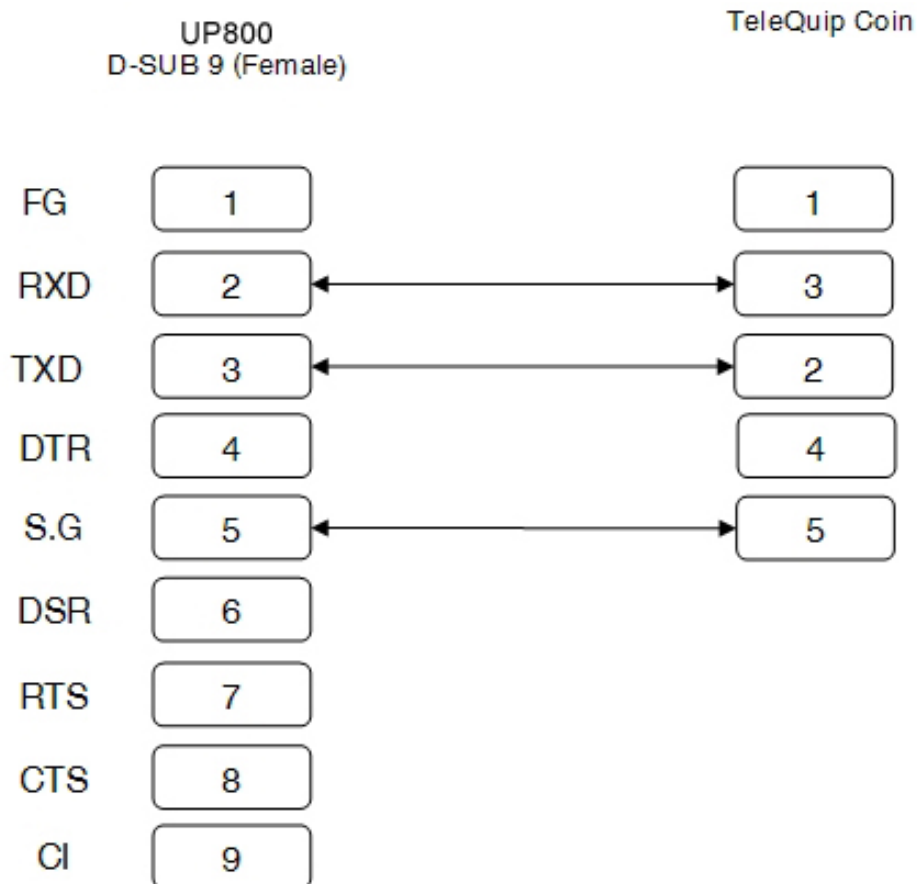 UP800
D-SUB 9 (Female)
TeleQuip Coin
FG 1 1
RXD 2 3
TXD 3 2
DTR 4 4
S.G 5 5
DSR 6
RTS 7
CTS 8
CI 9